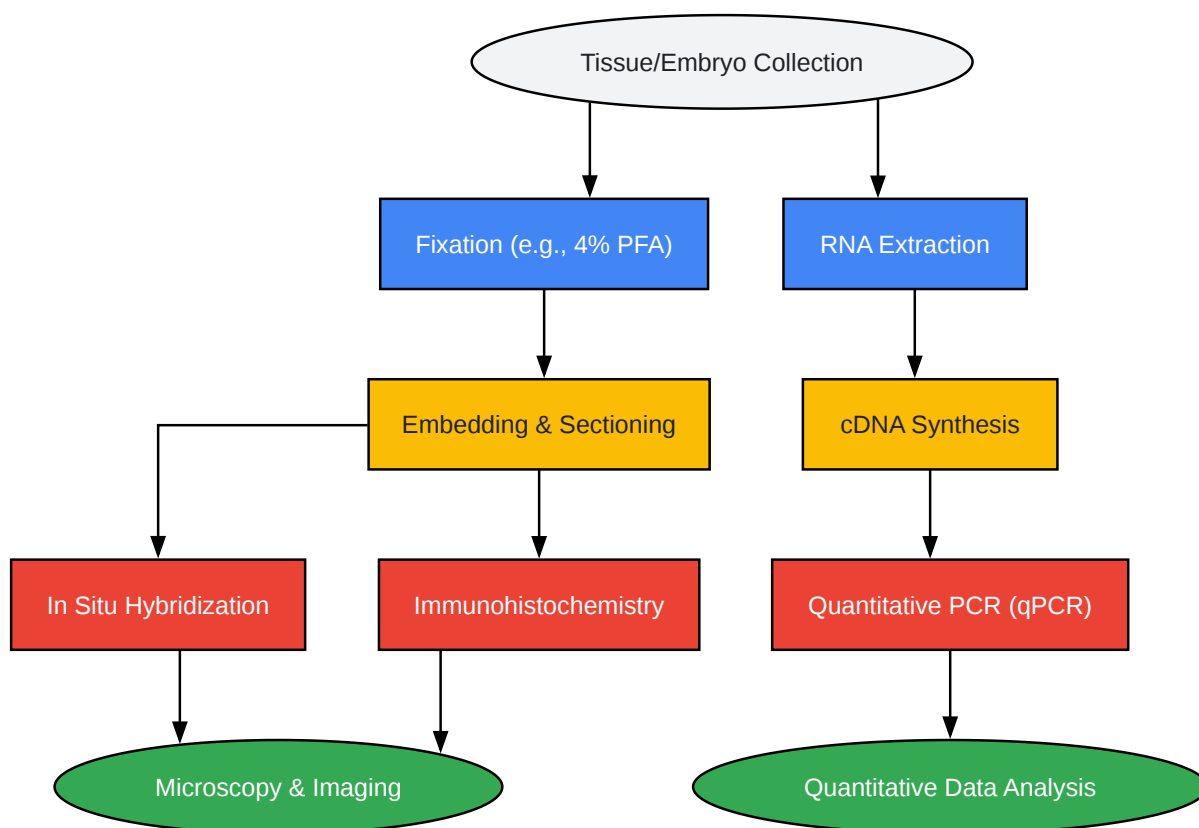 Tissue/Embryo Collection
Fixation (e.g., 4% PFA)
RNA Extraction
Embedding & Sectioning
cDNA Synthesis
In Situ Hybridization
Immunohistochemistry
Quantitative PCR (qPCR)
Microscopy & Imaging
Quantitative Data Analysis